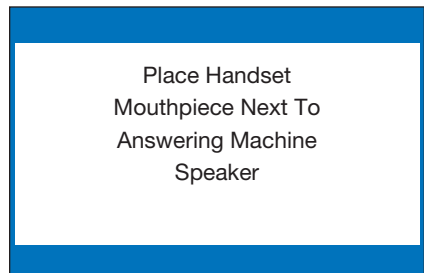 Place Handset
Mouthpiece Next To
Answering Machine
Speaker